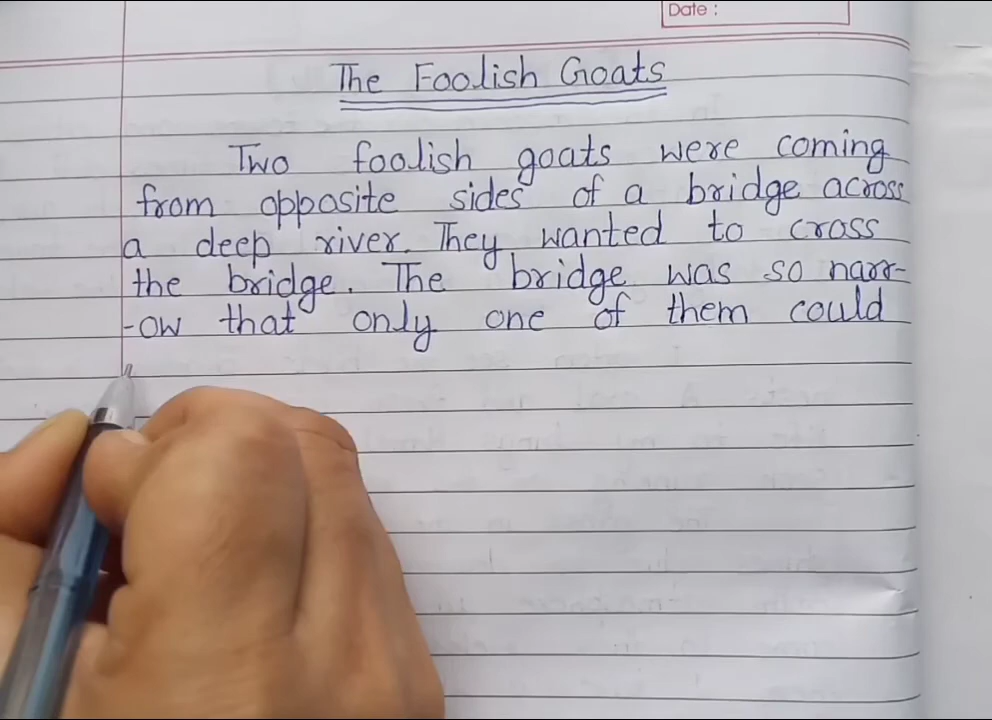 Date :
The Foolish Goats
Two foolish goats were coming
from opposite sides of a bridge across
a deep river. They wanted to cross
the bridge. The bridge was so narr-
-ow that only one of them could